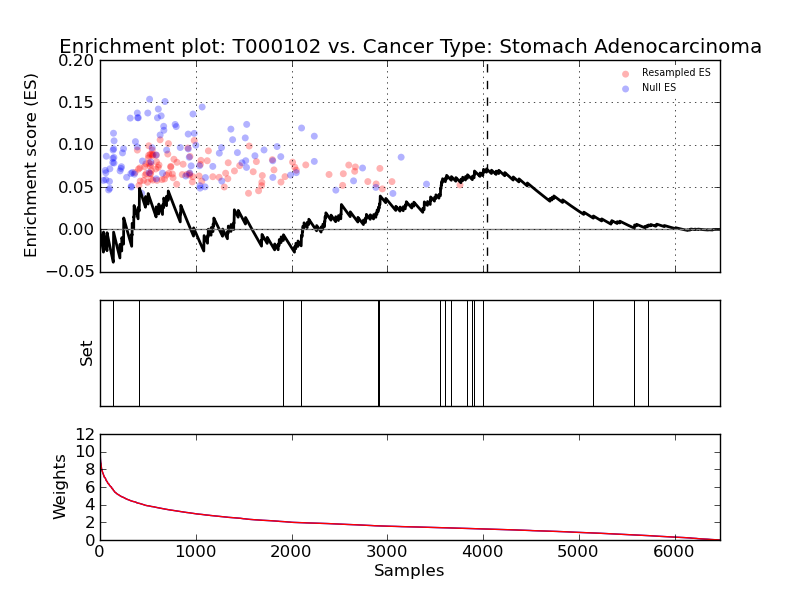 Enrichment plot: T000102 vs. Cancer Type: Stomach Adenocarcinoma
Enrichment score (ES)
0.20
0.15
0.10
0.05
0.00
−0.05
Resampled ES
Null ES
Set
Weights
12
10
8
6
4
2
0
0 1000 2000 3000 4000 5000 6000
Samples